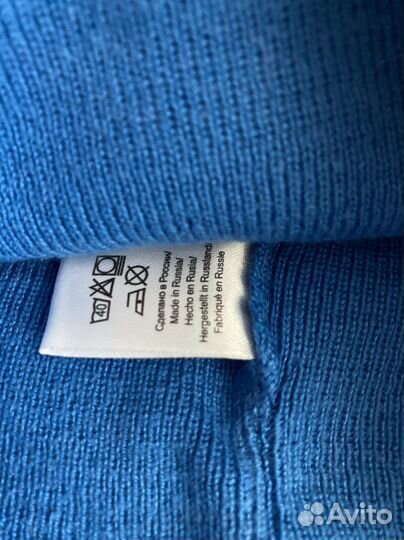 40
Сделано в России/
Made in Russia/
Hecho en Rusia/
Hergestellt in Russland/
Fabriqué en Russie
Avito